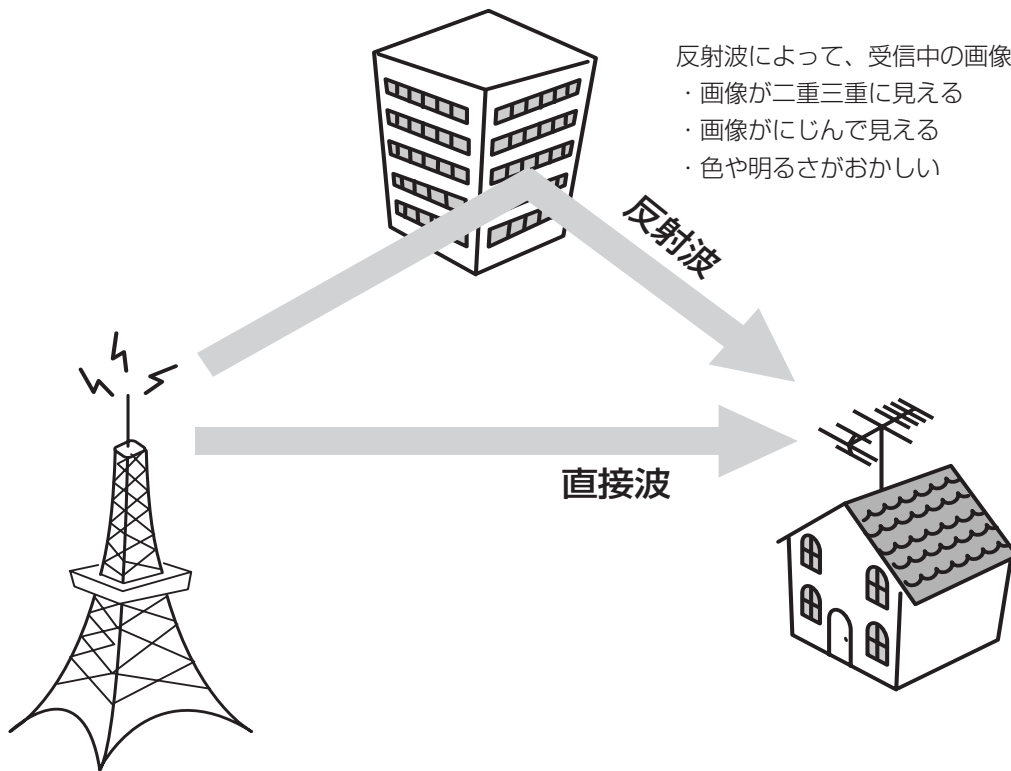 反射波によって、受信中の画像
・画像が二重三重に見える
・画像がにじんで見える
・色や明るさがおかしい
反射波
直接波